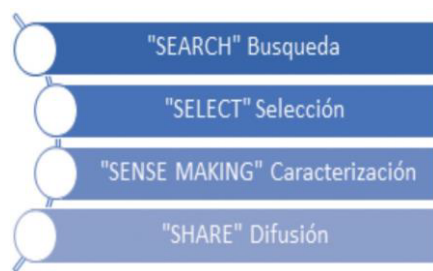 "SEARCH" Busqueda
"SELECT" Selección
"SENSE MAKING" Caracterización
"SHARE" Difusión